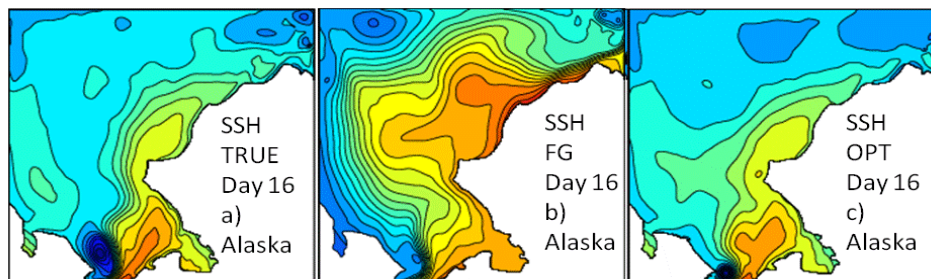 SSH
TRUE
Day 16
a)
Alaska
SSH
FG
Day 16
b)
Alaska
SSH
OPT
Day 16
c)
Alaska